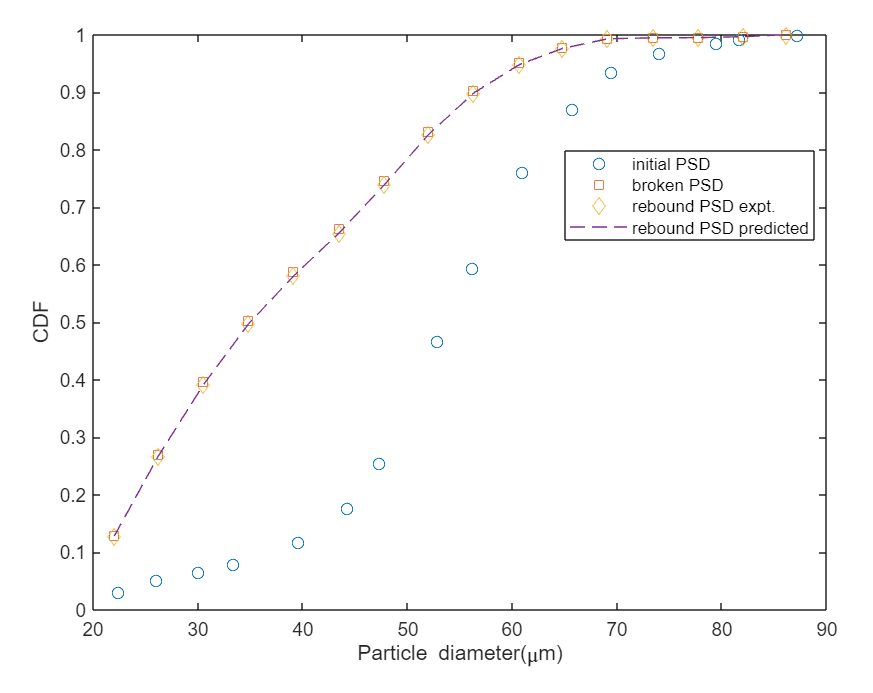 1
0.9
0.8
0.7
0.6
0.5
0.4
0.3
0.2
0.1
0
CDF
initial PSD
broken PSD
rebound PSD expt.
rebound PSD predicted
20 30 40 50 60 70 80 90
Particle diameter(μm)